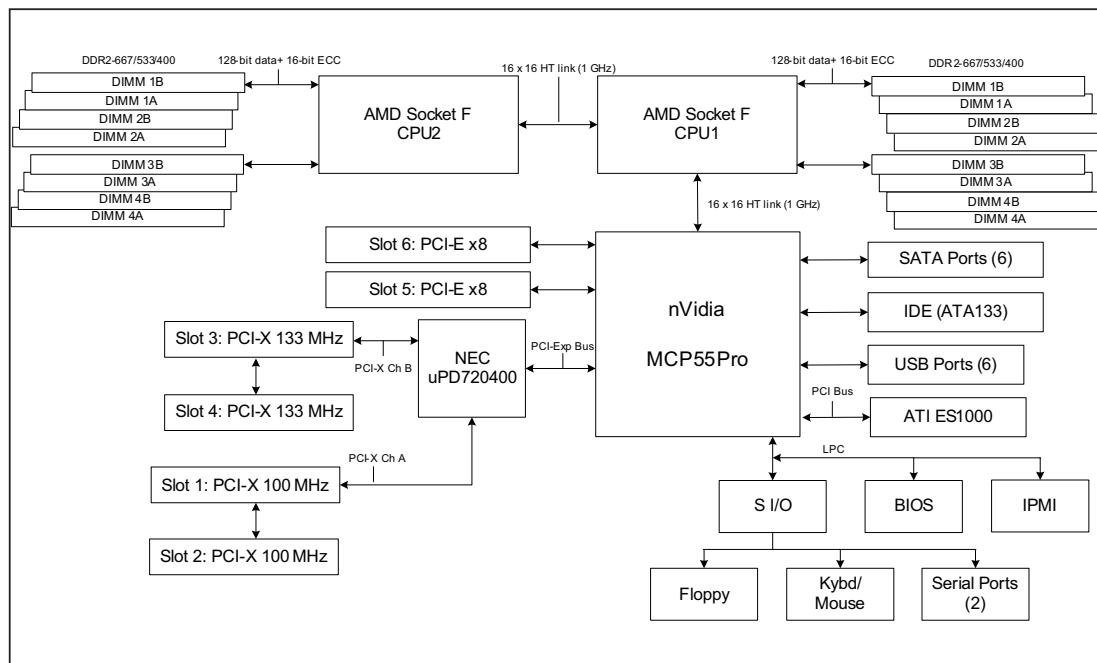 DDR2-667/533/400
128-bit data+ 16-bit ECC
16 x 16 HT link (1 GHz)
128-bit data+ 16-bit ECC
DDR2-667/533/400
DIMM 1B
DIMM 1A
DIMM 2B
DIMM 2A
DIMM 3B
DIMM 3A
DIMM 4B
DIMM 4A
AMD Socket F
CPU2
AMD Socket F
CPU1
DIMM 1B
DIMM 1A
DIMM 2B
DIMM 2A
DIMM 3B
DIMM 3A
DIMM 4B
DIMM 4A
16 x 16 HT link (1 GHz)
Slot 6: PCI-E x8
Slot 5: PCI-E x8
Slot 3: PCI-X 133 MHz
PCI-X Ch B
Slot 4: PCI-X 133 MHz
NEC
uPD720400
PCI-Exp Bus
nVidia
MCP55Pro
SATA Ports (6)
IDE (ATA133)
USB Ports (6)
PCI Bus
ATI ES1000
PCI-X Ch A
Slot 1: PCI-X 100 MHz
Slot 2: PCI-X 100 MHz
LPC
S I/O
BIOS
IPMI
Floppy
Kybd/
Mouse
Serial Ports
(2)